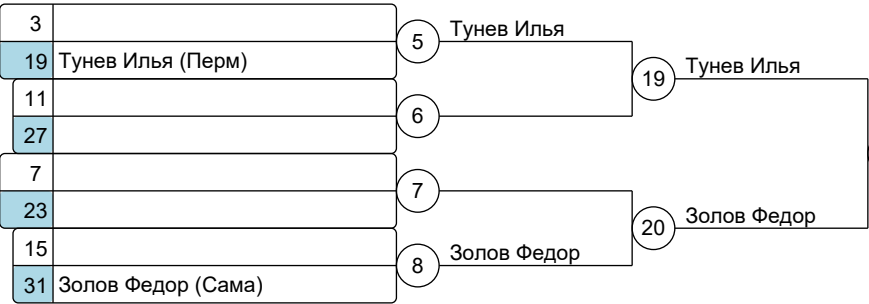 3
19 Тунев Илья (Перм)
5 Тунев Илья
11
27
6
19 Тунев Илья
7
23
7
15
31 Золов Федор (Сама)
8 Золов Федор
20 Золов Федор